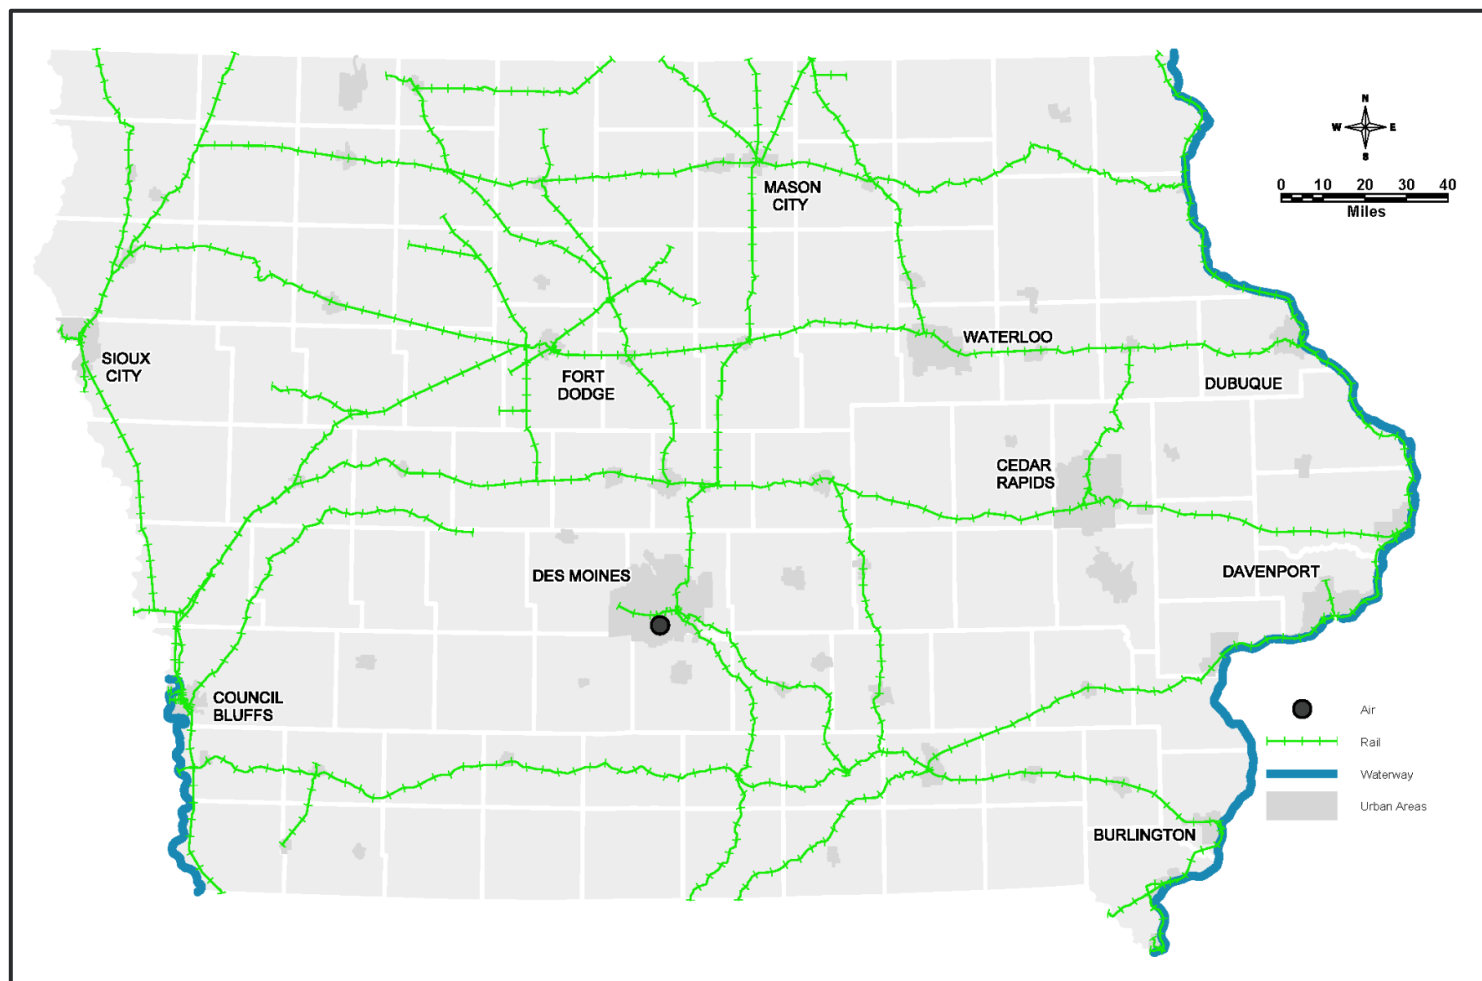 N
W E
S
0 10 20 30 40
Miles
MASON
CITY
WATERLOO
SIOUX
CITY
FORT
DODGE
DUBUQUE
CEDAR
RAPIDS
DES MOINES
DAVENPORT
COUNCIL
BLUFFS
BURLINGTON
Air
Rail
Waterway
Urban Areas